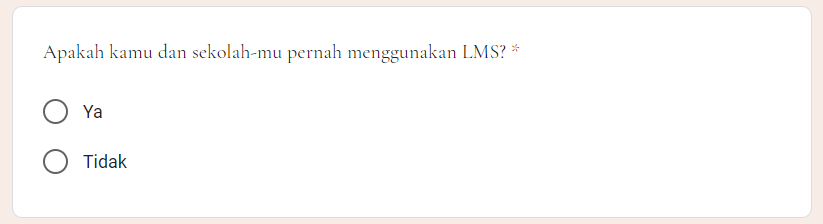 Apakah kamu dan sekolah-mu pernah menggunakan LMS? *
Ya
Tidak